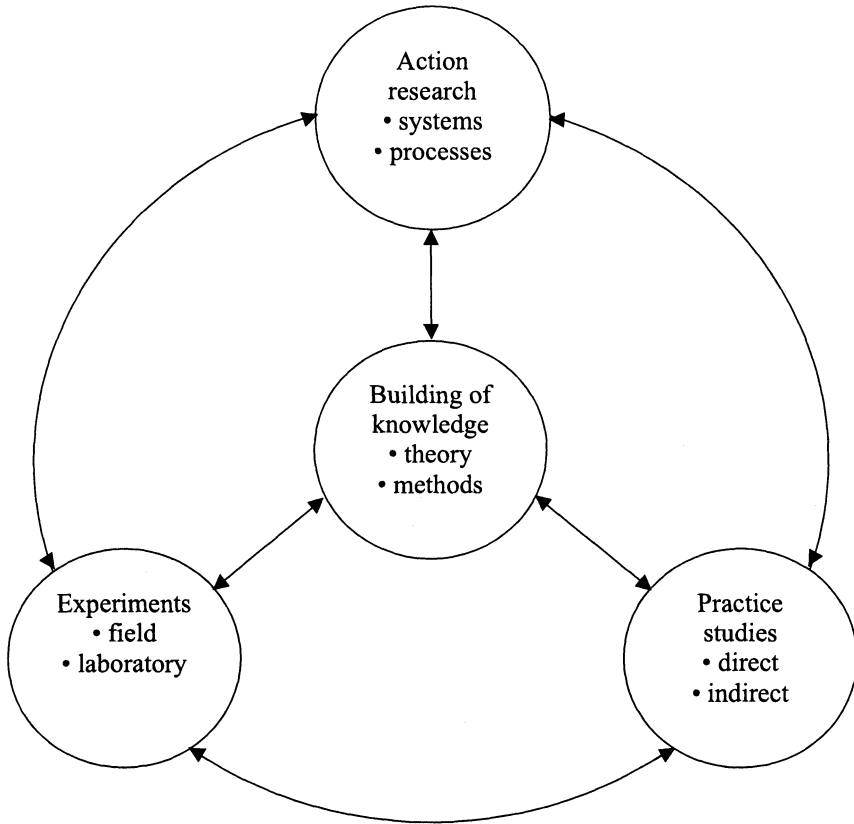 Action
research
• systems
• processes
Building of
knowledge
• theory
• methods
Experiments
• field
• laboratory
Practice
studies
• direct
• indirect